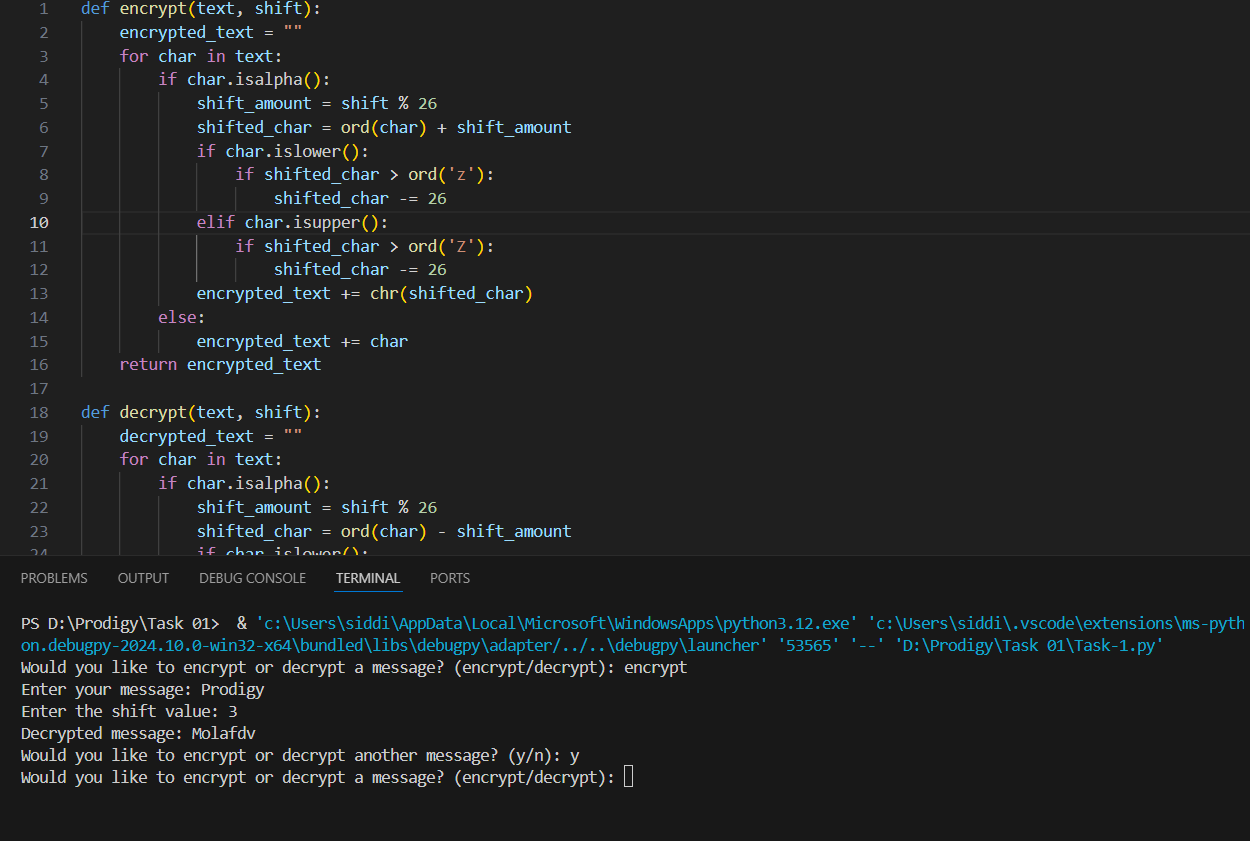 1 def encrypt(text, shift):
2     encrypted_text = ""
3     for char in text:
4         if char.isalpha():
5             shift_amount = shift % 26
6             shifted_char = ord(char) + shift_amount
7             if char.islower():
8                 if shifted_char > ord('z'):
9                     shifted_char -= 26
10             elif char.isupper():
11                 if shifted_char > ord('Z'):
12                     shifted_char -= 26
13             encrypted_text += chr(shifted_char)
14         else:
15             encrypted_text += char
16     return encrypted_text
17
18 def decrypt(text, shift):
19     decrypted_text = ""
20     for char in text:
21         if char.isalpha():
22             shift_amount = shift % 26
23             shifted_char = ord(char) - shift_amount
24             if char.islower():
PROBLEMS OUTPUT DEBUG CONSOLE TERMINAL PORTS
PS D:\Prodigy\Task 01>  & 'c:\Users\siddi\AppData\Local\Microsoft\WindowsApps\python3.12.exe' 'c:\Users\siddi\.vscode\extensions\ms-pyth
on.debugpy-2024.10.0-win32-x64\bundled\libs\debugpy\adapter/../..\debugpy\launcher' '53565' '--' 'D:\Prodigy\Task 01\Task-1.py'
Would you like to encrypt or decrypt a message? (encrypt/decrypt): encrypt
Enter your message: Prodigy
Enter the shift value: 3
Decrypted message: Molafdv
Would you like to encrypt or decrypt another message? (y/n): y
Would you like to encrypt or decrypt a message? (encrypt/decrypt):